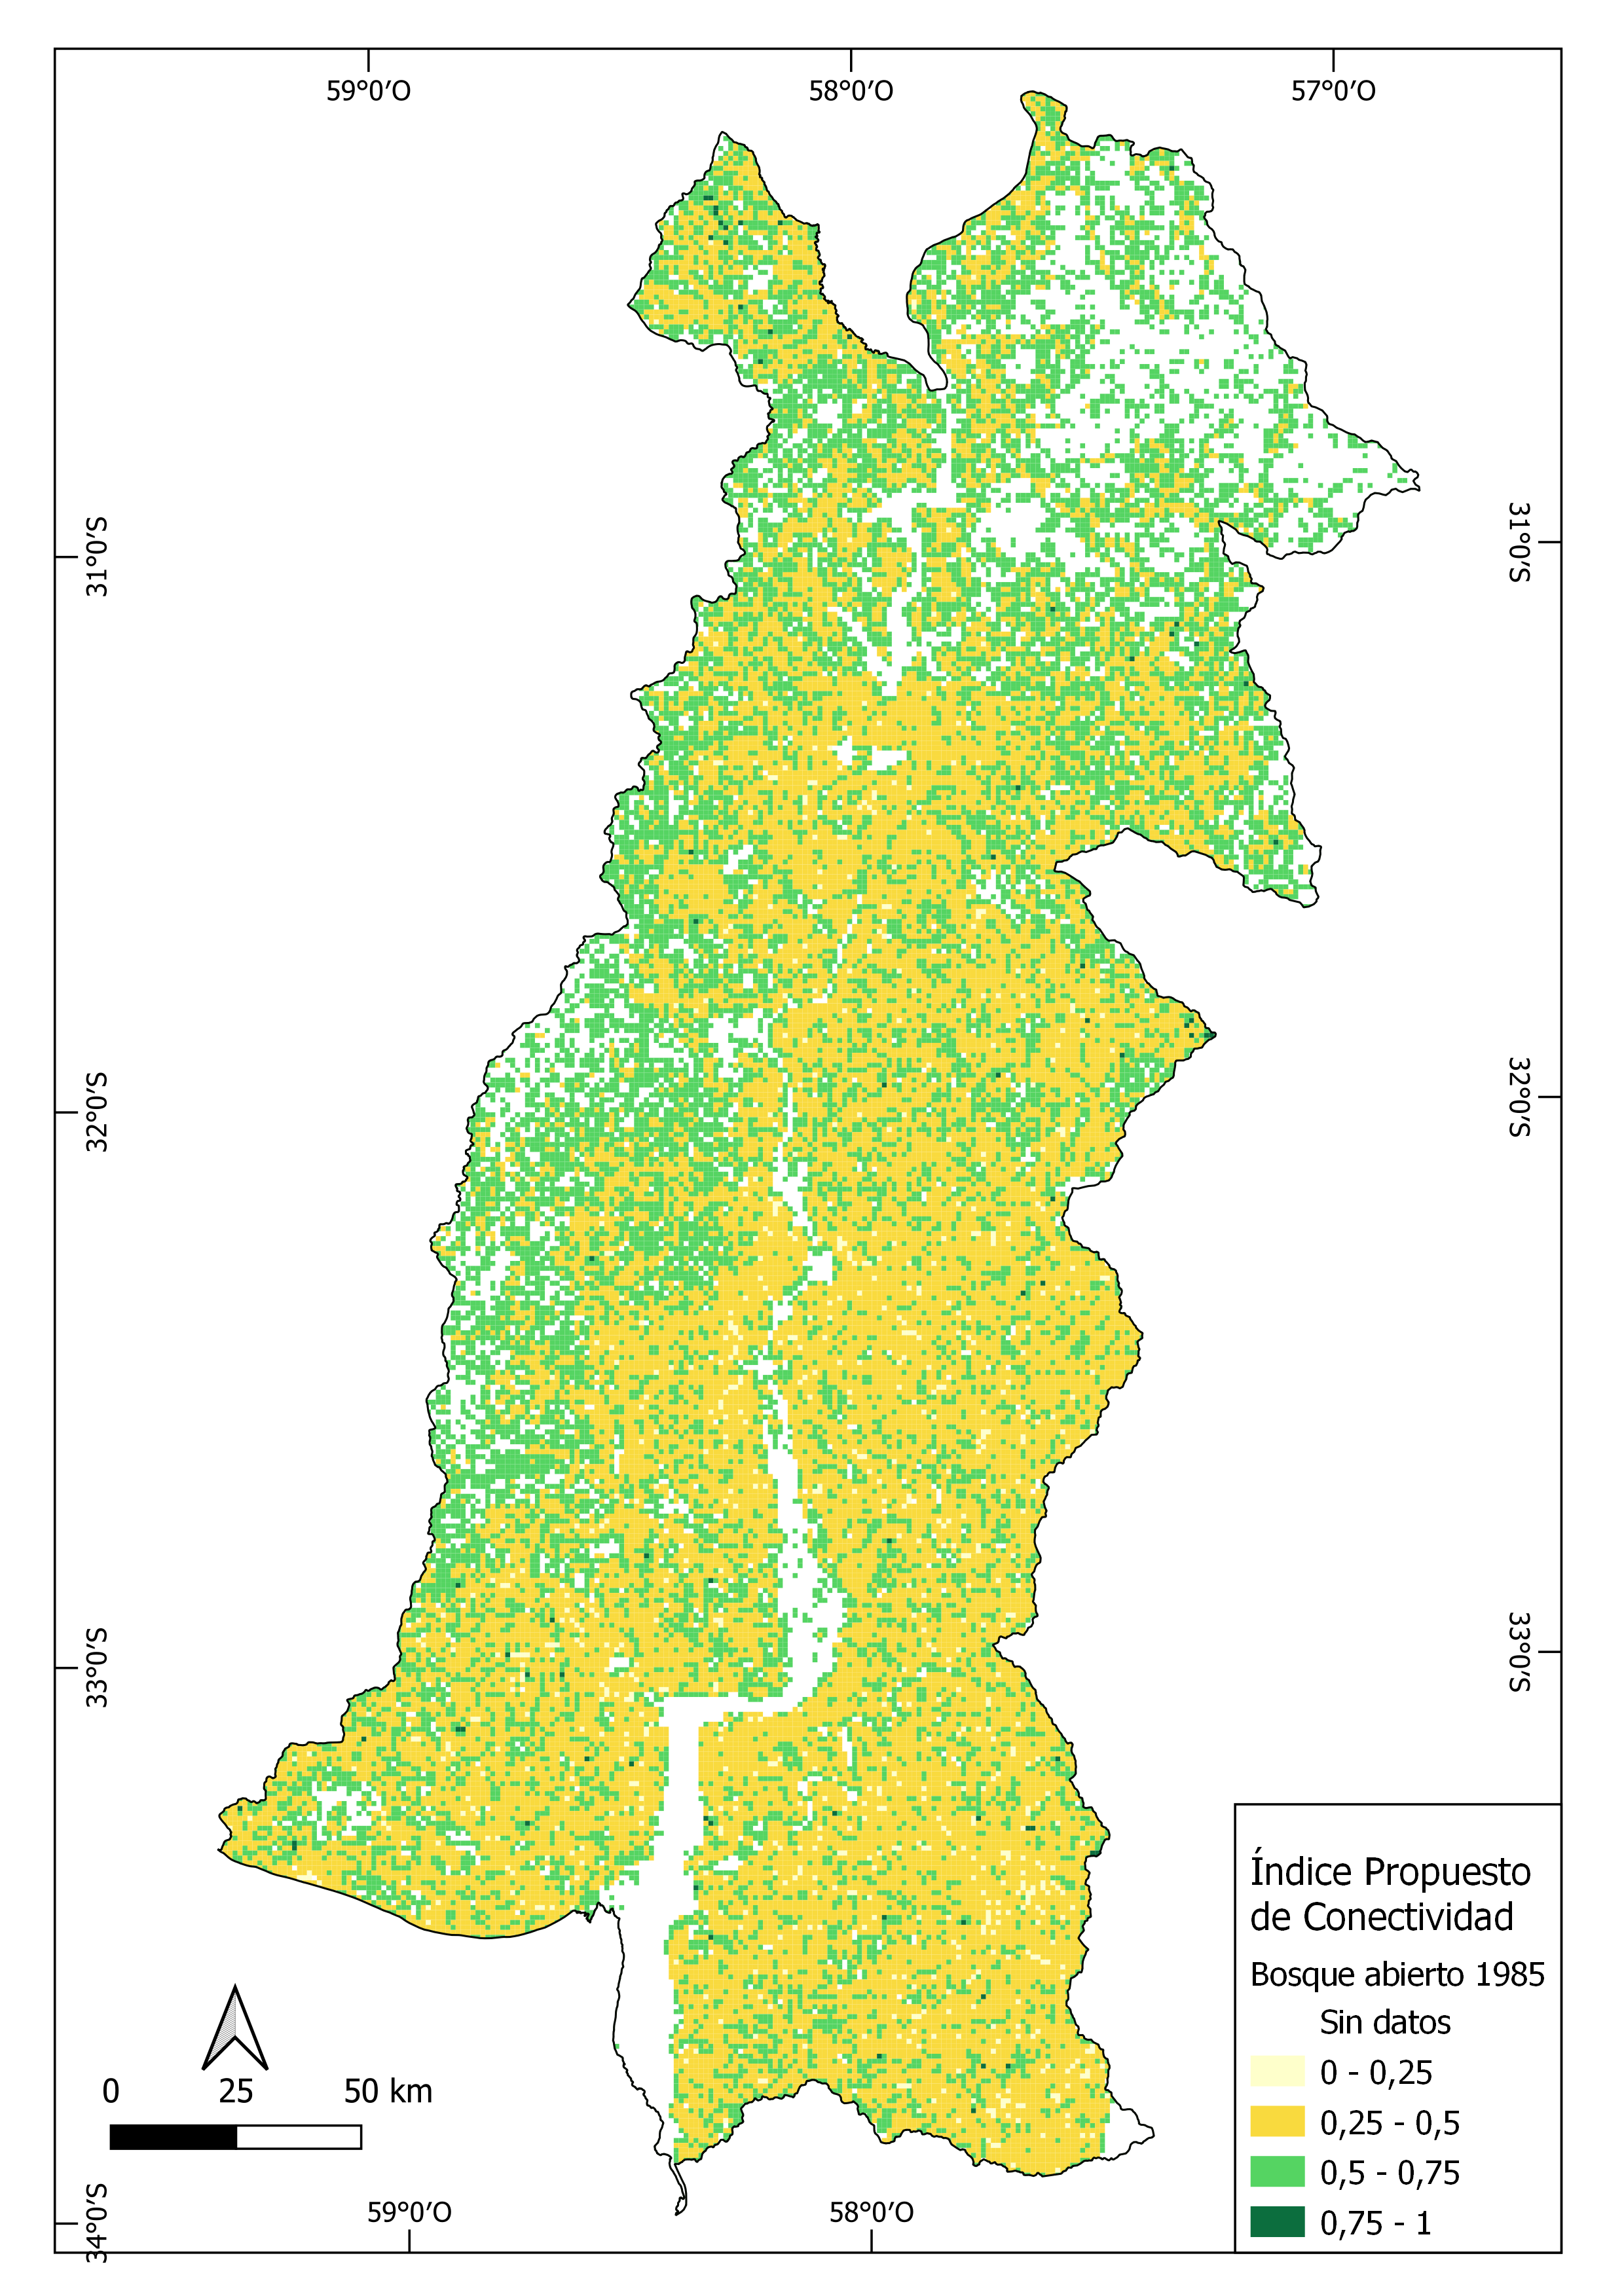 59°0′O 58°0′O 57°0′O
31°0′S 31°0′S
32°0′S 32°0′S
33°0′S 33°0′S
34°0′S
59°0′O 58°0′O
0 25 50 km
Índice Propuesto
de Conectividad
Bosque abierto 1985
Sin datos
0 - 0,25
0,25 - 0,5
0,5 - 0,75
0,75 - 1